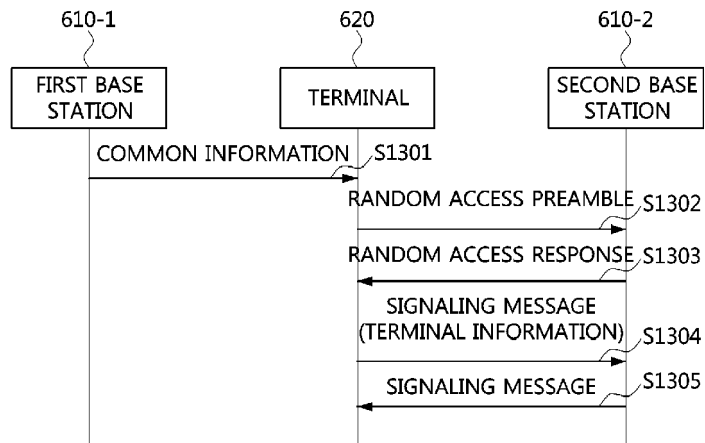 610-1
620
610-2
FIRST BASE
STATION
TERMINAL
SECOND BASE
STATION
COMMON INFORMATION
S1301
RANDOM ACCESS PREAMBLE
S1302
RANDOM ACCESS RESPONSE
S1303
SIGNALING MESSAGE
(TERMINAL INFORMATION)
S1304
SIGNALING MESSAGE
S1305